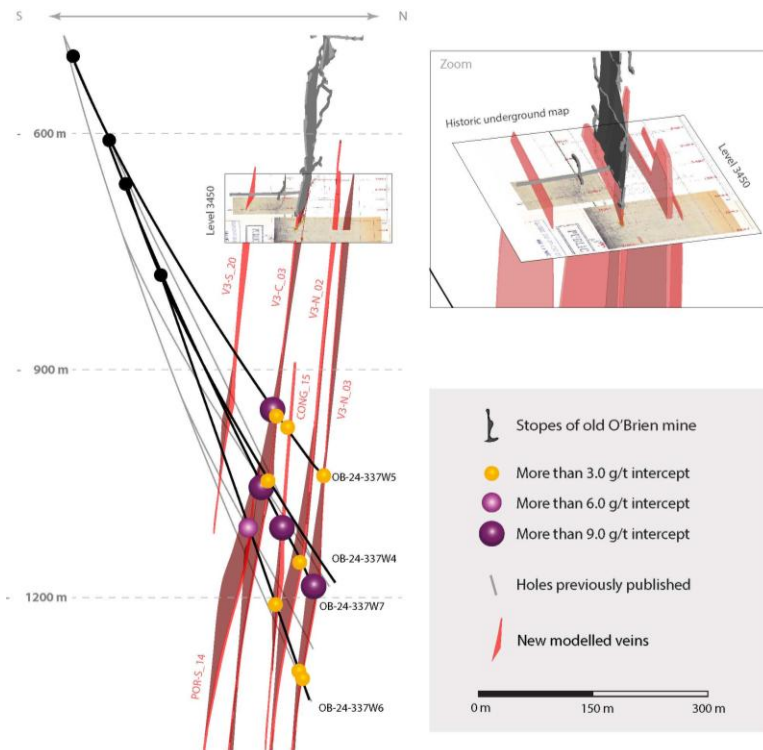 S
N
600 m
Level 3450
V3-S_20
V3-C_03
V3-N_02
900 m
CONG_15
V3-N_03
OB-24-337W5
OB-24-337W4
1200 m
OB-24-337W7
POR-S_14
OB-24-337W6
Zoom
Historic underground map
Level 3450
PUBLIC
Stopes of old O'Brien mine
More than 3.0 g/t intercept
More than 6.0 g/t intercept
More than 9.0 g/t intercept
Holes previously published
New modelled veins
0 m
150 m
300 m